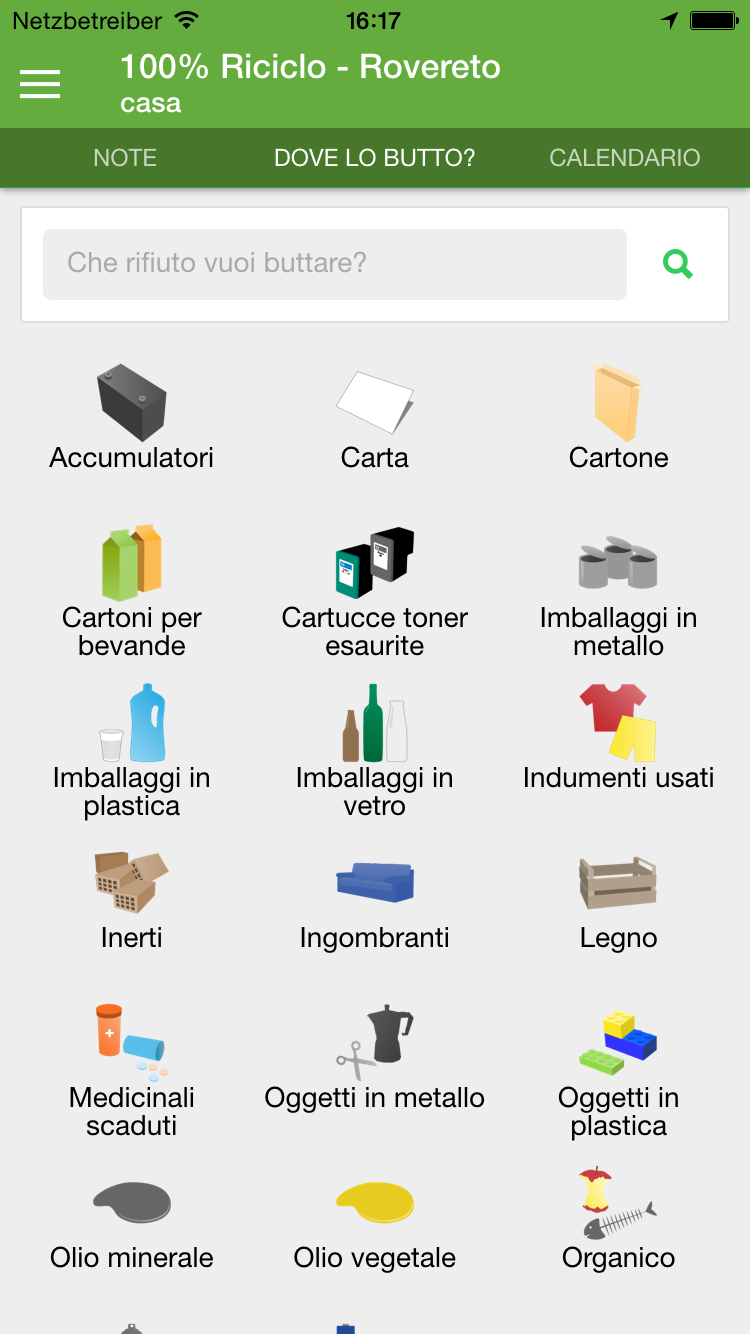 Netzbetreiber 16:17
100% Riciclo - Rovereto
casa
NOTE DOVE LO BUTTO? CALENDARIO
Che rifiuto vuoi buttare?
Accumulatori Carta Cartone
Cartoni per bevande
Cartucce toner esaurite
Imballaggi in metallo
Imballaggi in plastica
Imballaggi in vetro
Indumenti usati
Inerti Ingombranti Legno
Medicinali scaduti
Oggetti in metallo
Oggetti in plastica
Olio minerale Olio vegetale Organico